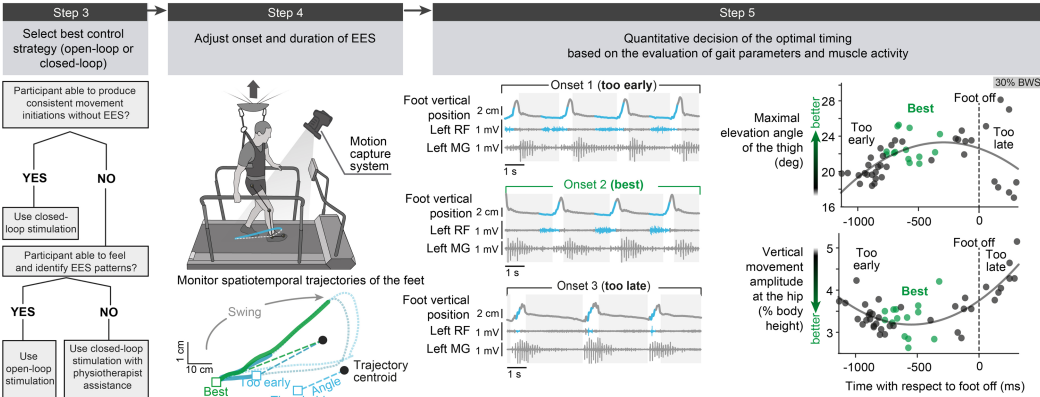 Step 3
Select best control
strategy (open-loop or
closed-loop)
Participant able to produce
consistent movement
initiations without EES?
YES
NO
Use closed-
loop stimulation
Participant able to feel
and identify EES patterns?
YES
NO
Use
open-loop
stimulation
Use closed-loop
stimulation with
physiotherapist
assistance
Step 4
Adjust onset and duration of EES
Motion
capture
system
Monitor spatiotemporal trajectories of the feet
Swing
1 cm
10 cm
Best
Too early
Angle
Trajectory
centroid
Step 5
Quantitative decision of the optimal timing
based on the evaluation of gait parameters and muscle activity
Onset 1 (too early)
Foot vertical
position
2 cm
Left RF
1 mV
Left MG
1 mV
1 s
Onset 2 (best)
Foot vertical
position
2 cm
Left RF
1 mV
Left MG
1 mV
1 s
Onset 3 (too late)
Foot vertical
position
2 cm
Left RF
1 mV
Left MG
1 mV
1 s
30% BWS
Maximal
elevation angle
of the thigh
(deg)
better
28
24
20
16
Too
early
Best
Foot off
Too
late
-1000
-500
0
Vertical
movement
amplitude
at the hip
(% body
height)
better
5
4
3
Too
early
Best
Foot off
Too
late
-1000
-500
0
Time with respect to foot off (ms)